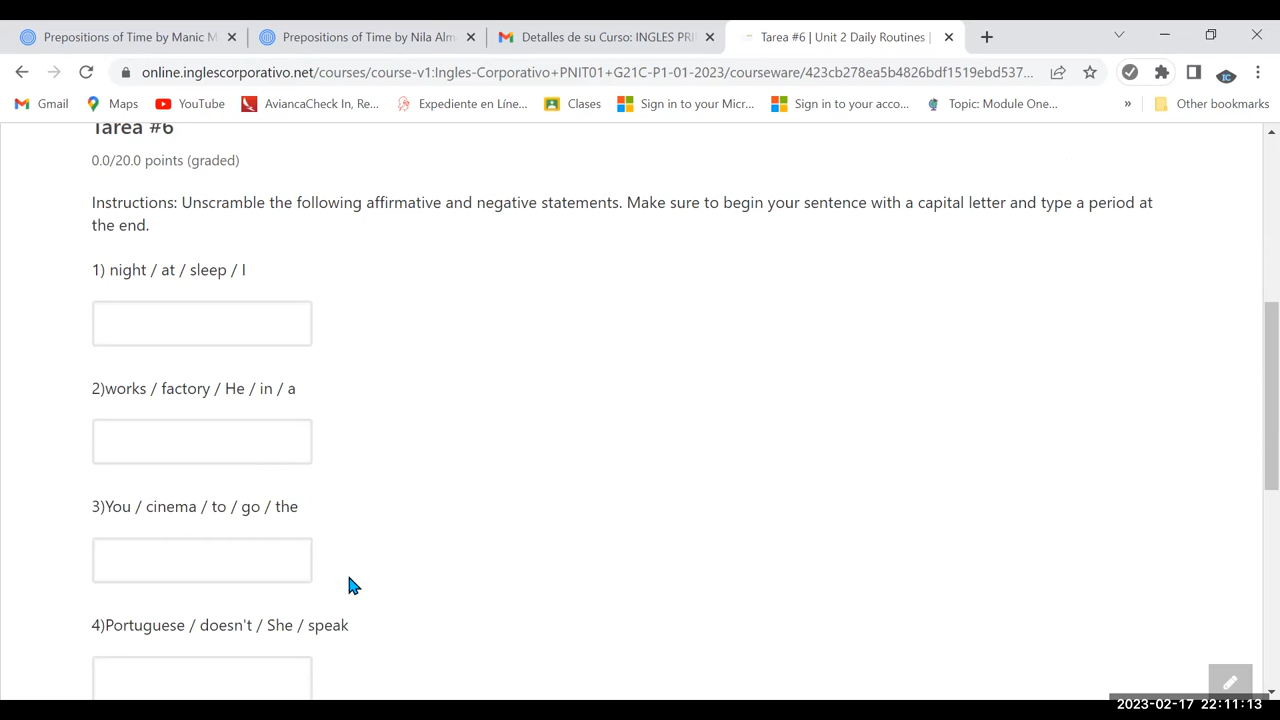 Prepositions of Time by Manic M
Prepositions of Time by Nila Alm
Detalles de su Curso: INGLES PRI
Tarea #6 | Unit 2 Daily Routines |
online.inglescorporativo.net/courses/course-v1:Ingles-Corporativo+PNIT01+G21C-P1-01-2023/courseware/423cb278ea5b4826bdf1519ebd537...
Gmail
Maps
YouTube
AviancaCheck In, Re...
Expediente en Líne...
Clases
Sign in to your Micr...
Sign in to your acco...
Topic: Module One...
»
Other bookmarks
Tarea #6
0.0/20.0 points (graded)
Instructions: Unscramble the following affirmative and negative statements. Make sure to begin your sentence with a capital letter and type a period at
the end.
1) night / at / sleep / I
2)works / factory / He / in / a
3)You / cinema / to / go / the
4)Portuguese / doesn't / She / speak
2023-02-17 22:11:13